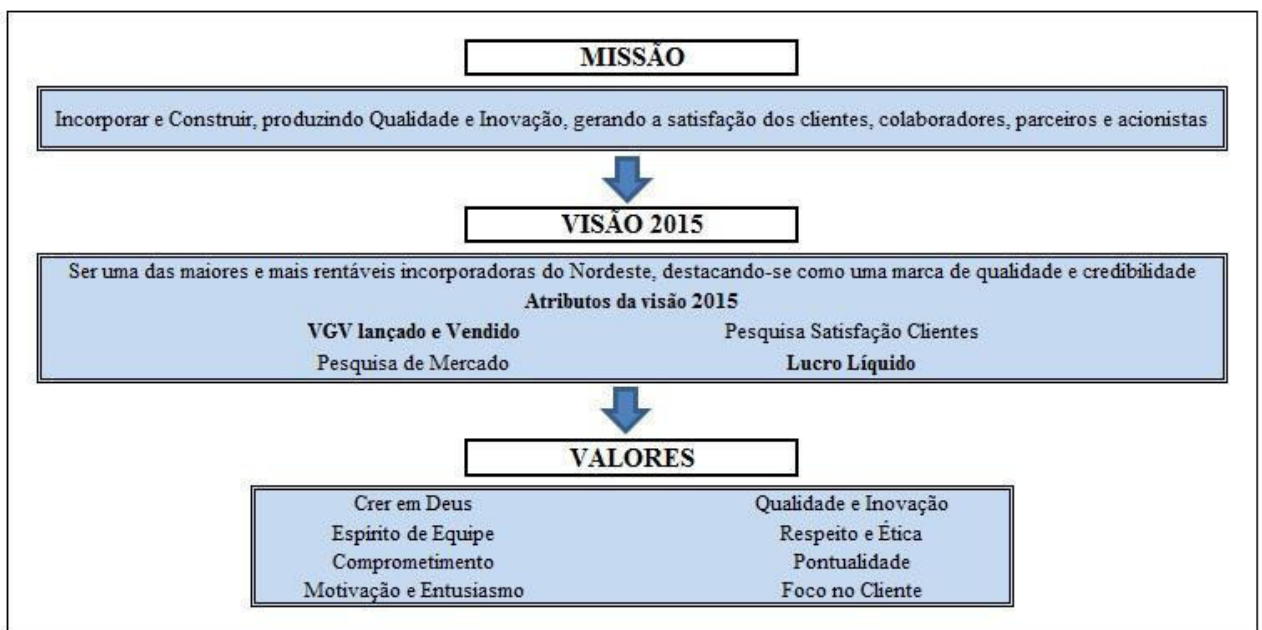 MISSÃO
Incorporar e Construir, produzindo Qualidade e Inovação, gerando a satisfação dos clientes, colaboradores, parceiros e acionistas
VISÃO 2015
Ser uma das maiores e mais rentáveis incorporadoras do Nordeste, destacando-se como uma marca de qualidade e credibilidade
Atributos da visão 2015
VGV lançado e Vendido Pesquisa Satisfação Clientes
Pesquisa de Mercado Lucro Líquido
VALORES
Crer em Deus Qualidade e Inovação
Espírito de Equipe Respeito e Ética
Comprometimento Pontualidade
Motivação e Entusiasmo Foco no Cliente